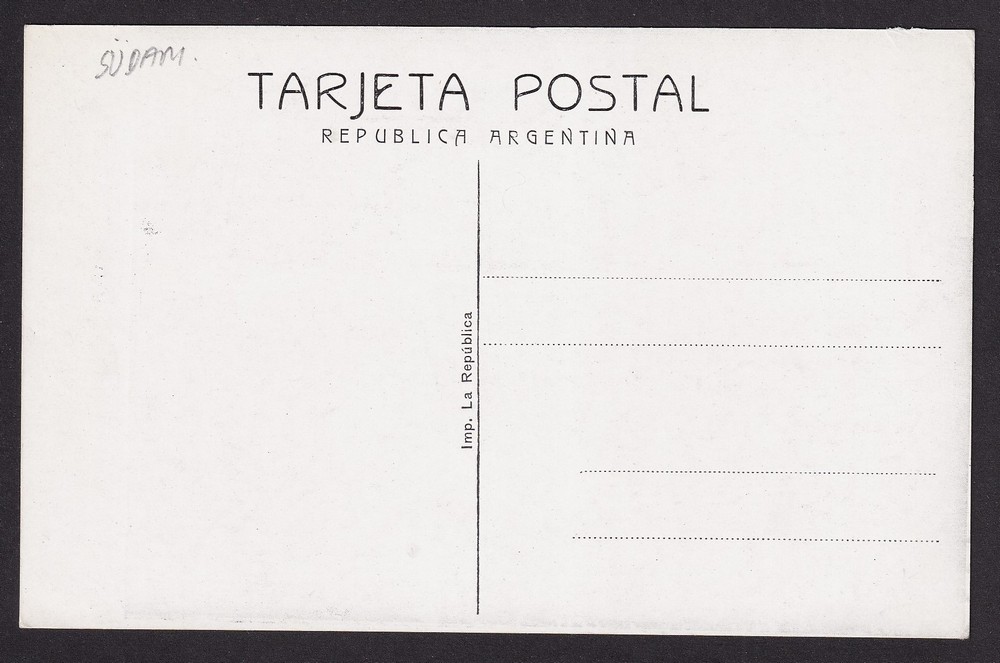 SÜDAM.
TARJETA POSTAL
REPUBLICA ARGENTINA
Imp. La República